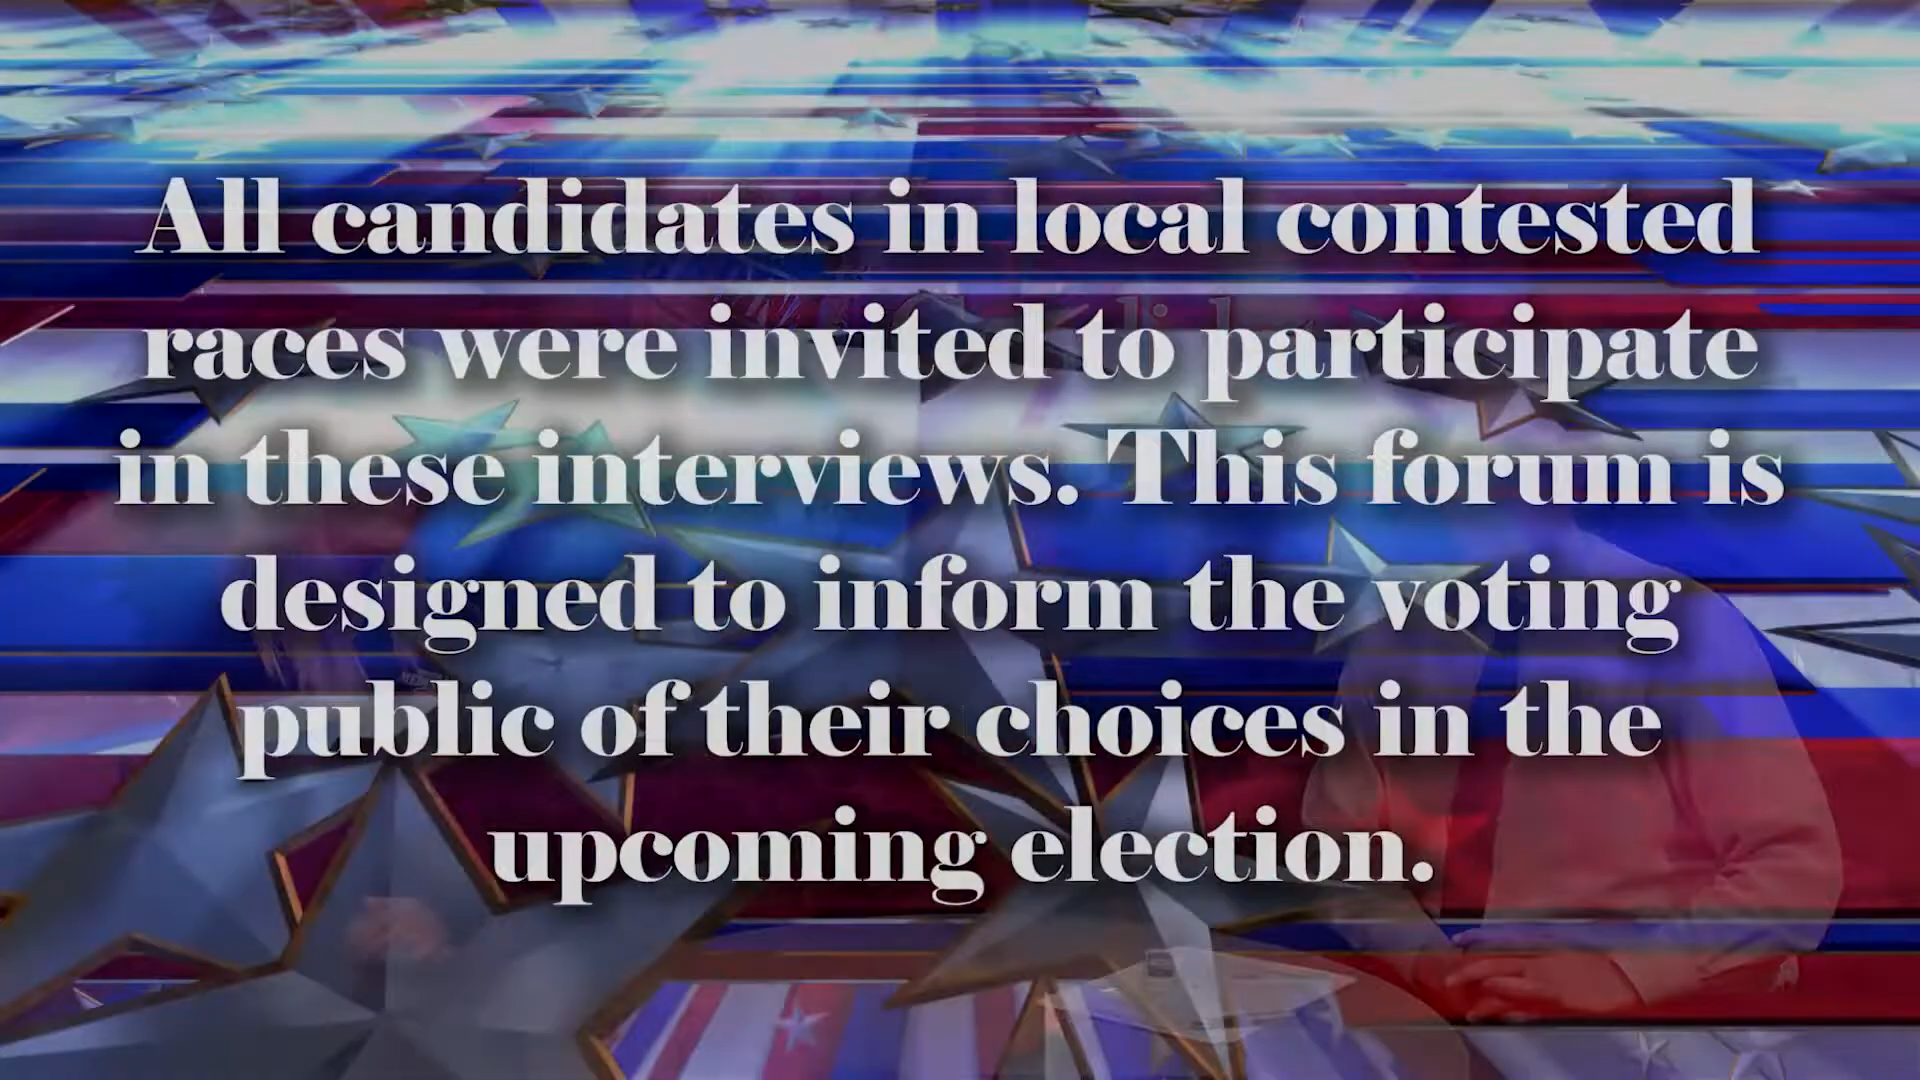 All candidates in local contested
races were invited to participate
in these interviews. This forum is
designed to inform the voting
public of their choices in the
upcoming election.